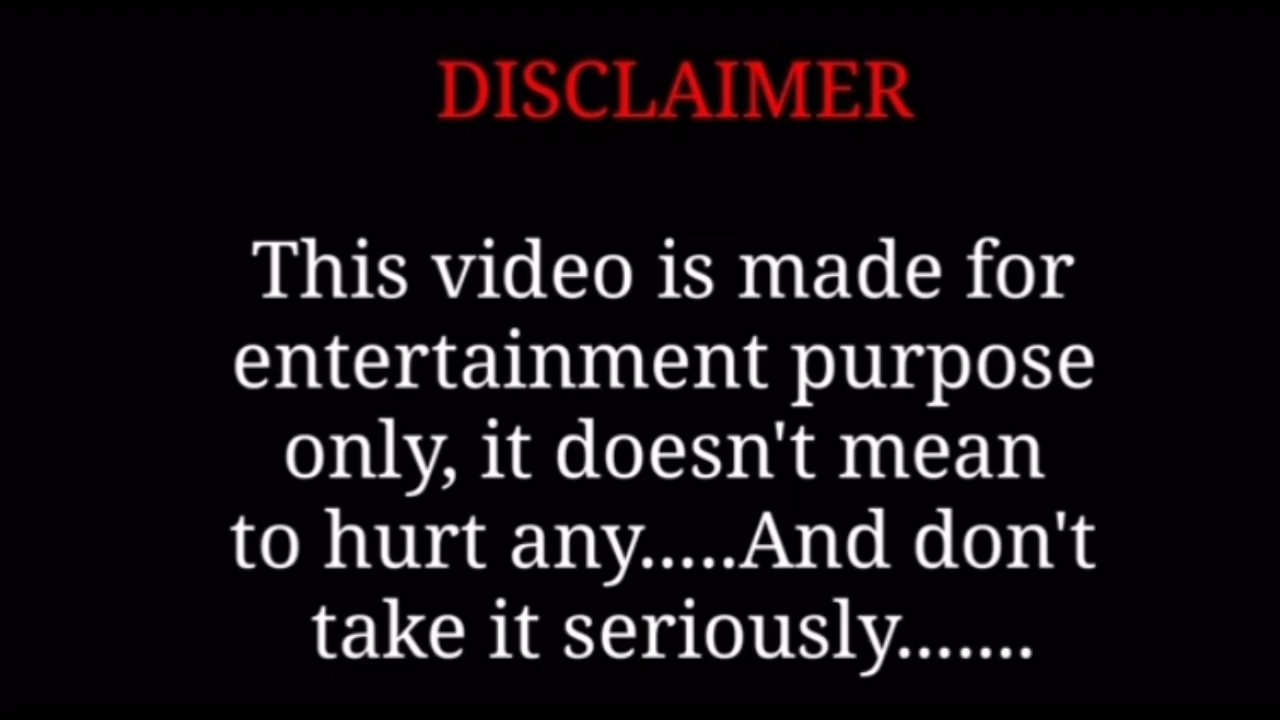 DISCLAIMER
This video is made for
entertainment purpose
only, it doesn't mean
to hurt any.....And don't
take it seriously.......